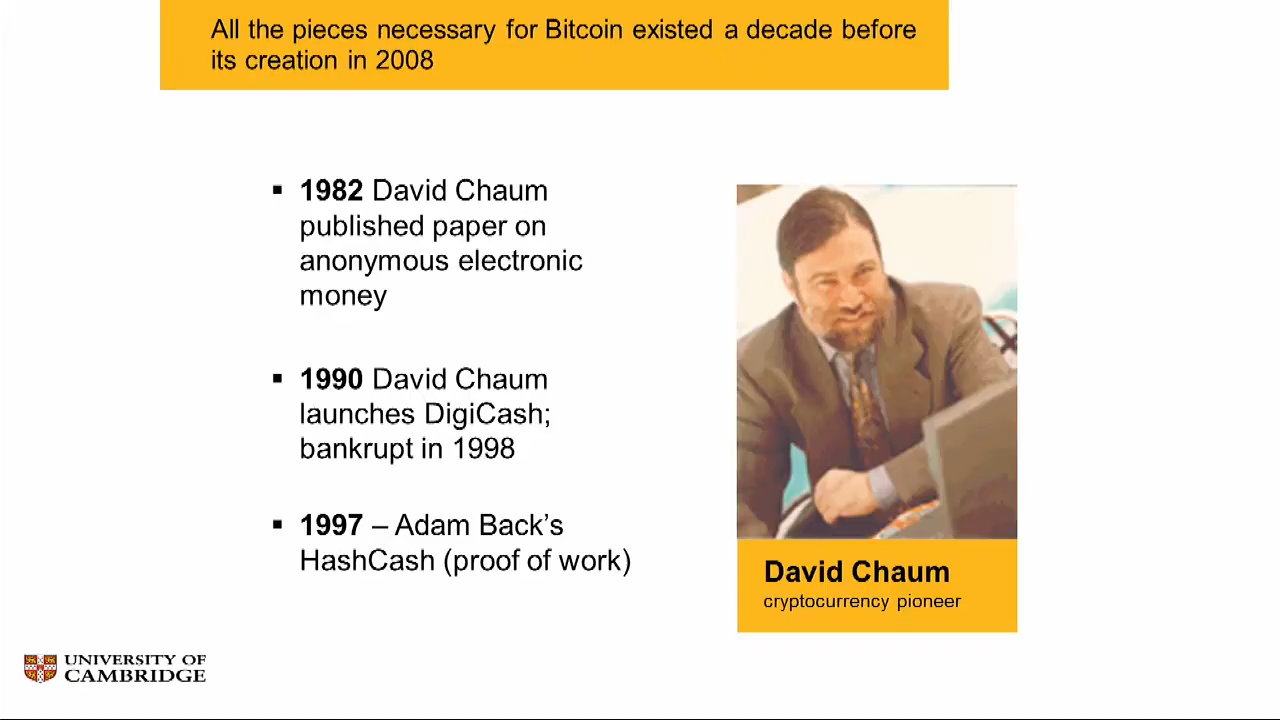 All the pieces necessary for Bitcoin existed a decade before
its creation in 2008
▪ 1982 David Chaum
published paper on
anonymous electronic
money
▪ 1990 David Chaum
launches DigiCash;
bankrupt in 1998
▪ 1997 – Adam Back’s
HashCash (proof of work)
David Chaum
cryptocurrency pioneer
UNIVERSITY OF
CAMBRIDGE